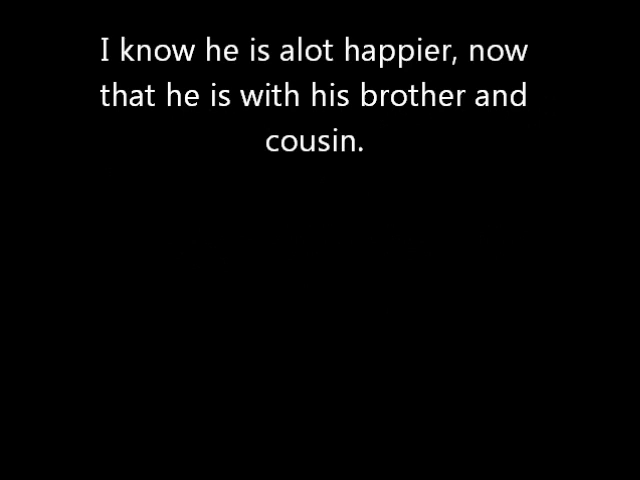 I know he is alot happier, now
that he is with his brother and
cousin.